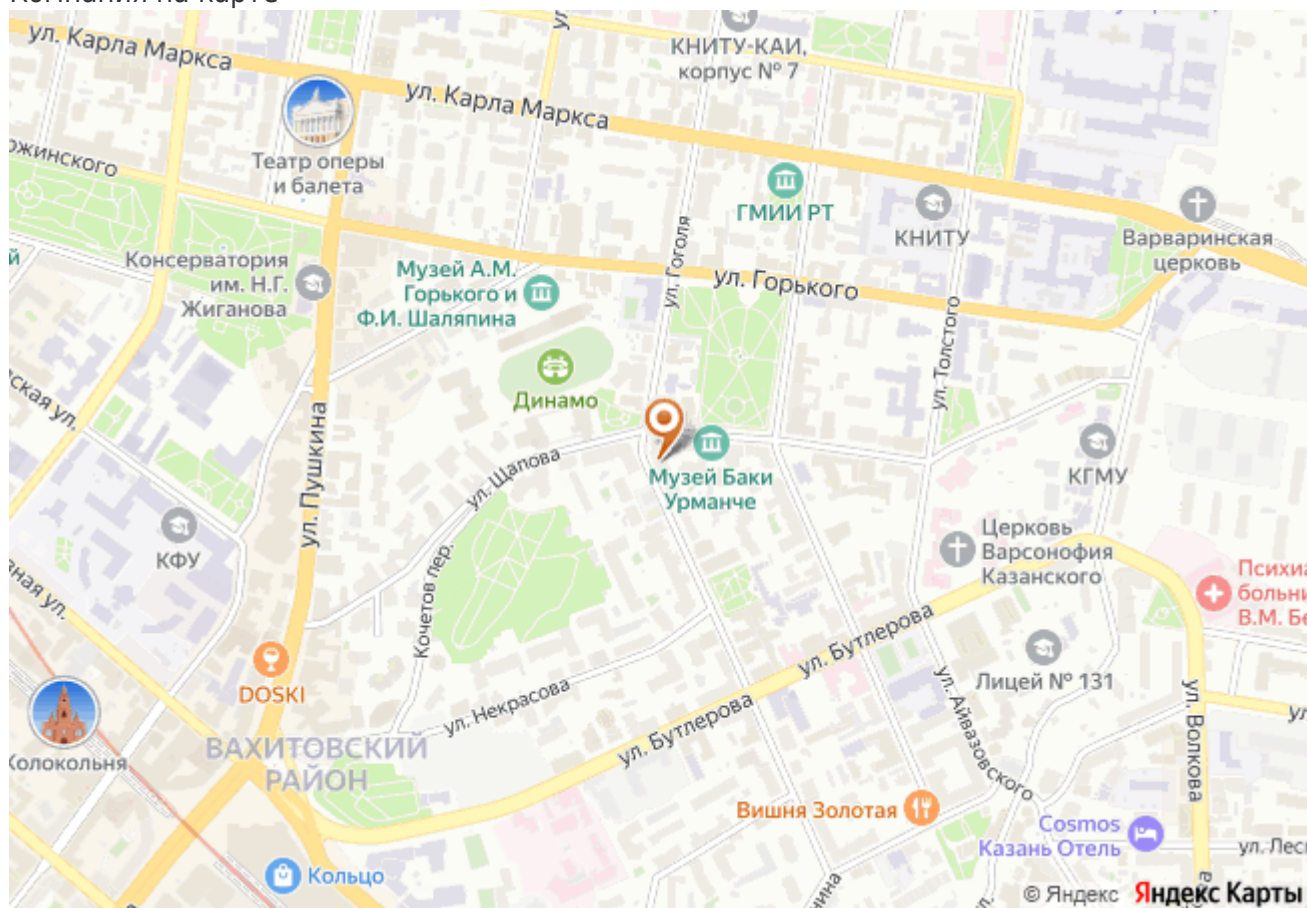 Компания на карте
ул. Карла Маркса
КНИТУ-КАИ,
корпус № 7
ул. Карла Маркса
Театр оперы
и балета
ГМИИ РТ
КНИТУ
Варваринская
церковь
Консерватория
им. Н.Г.
Жиганова
Музей А.М.
Горького и
Ф.И. Шаляпина
ул. Гоголя
ул. Горького
ул. Толстого
Динамо
ул. Пушкина
ул. Щапова
Музей Баки
Урманче
КГМУ
КФУ
Кочетов пер.
Церковь
Варсонофия
Казанского
ул. Бутлерова
DOSKI
Лицей № 131
ул. Некрасова
ул. Бутлерова
ул. Айвазовского
ул. Волкова
ВАХИТОВСКИЙ
РАЙОН
Вишня Золотая
Cosmos
Казань Отель
Кольцо
© Яндекс Яндекс Карты